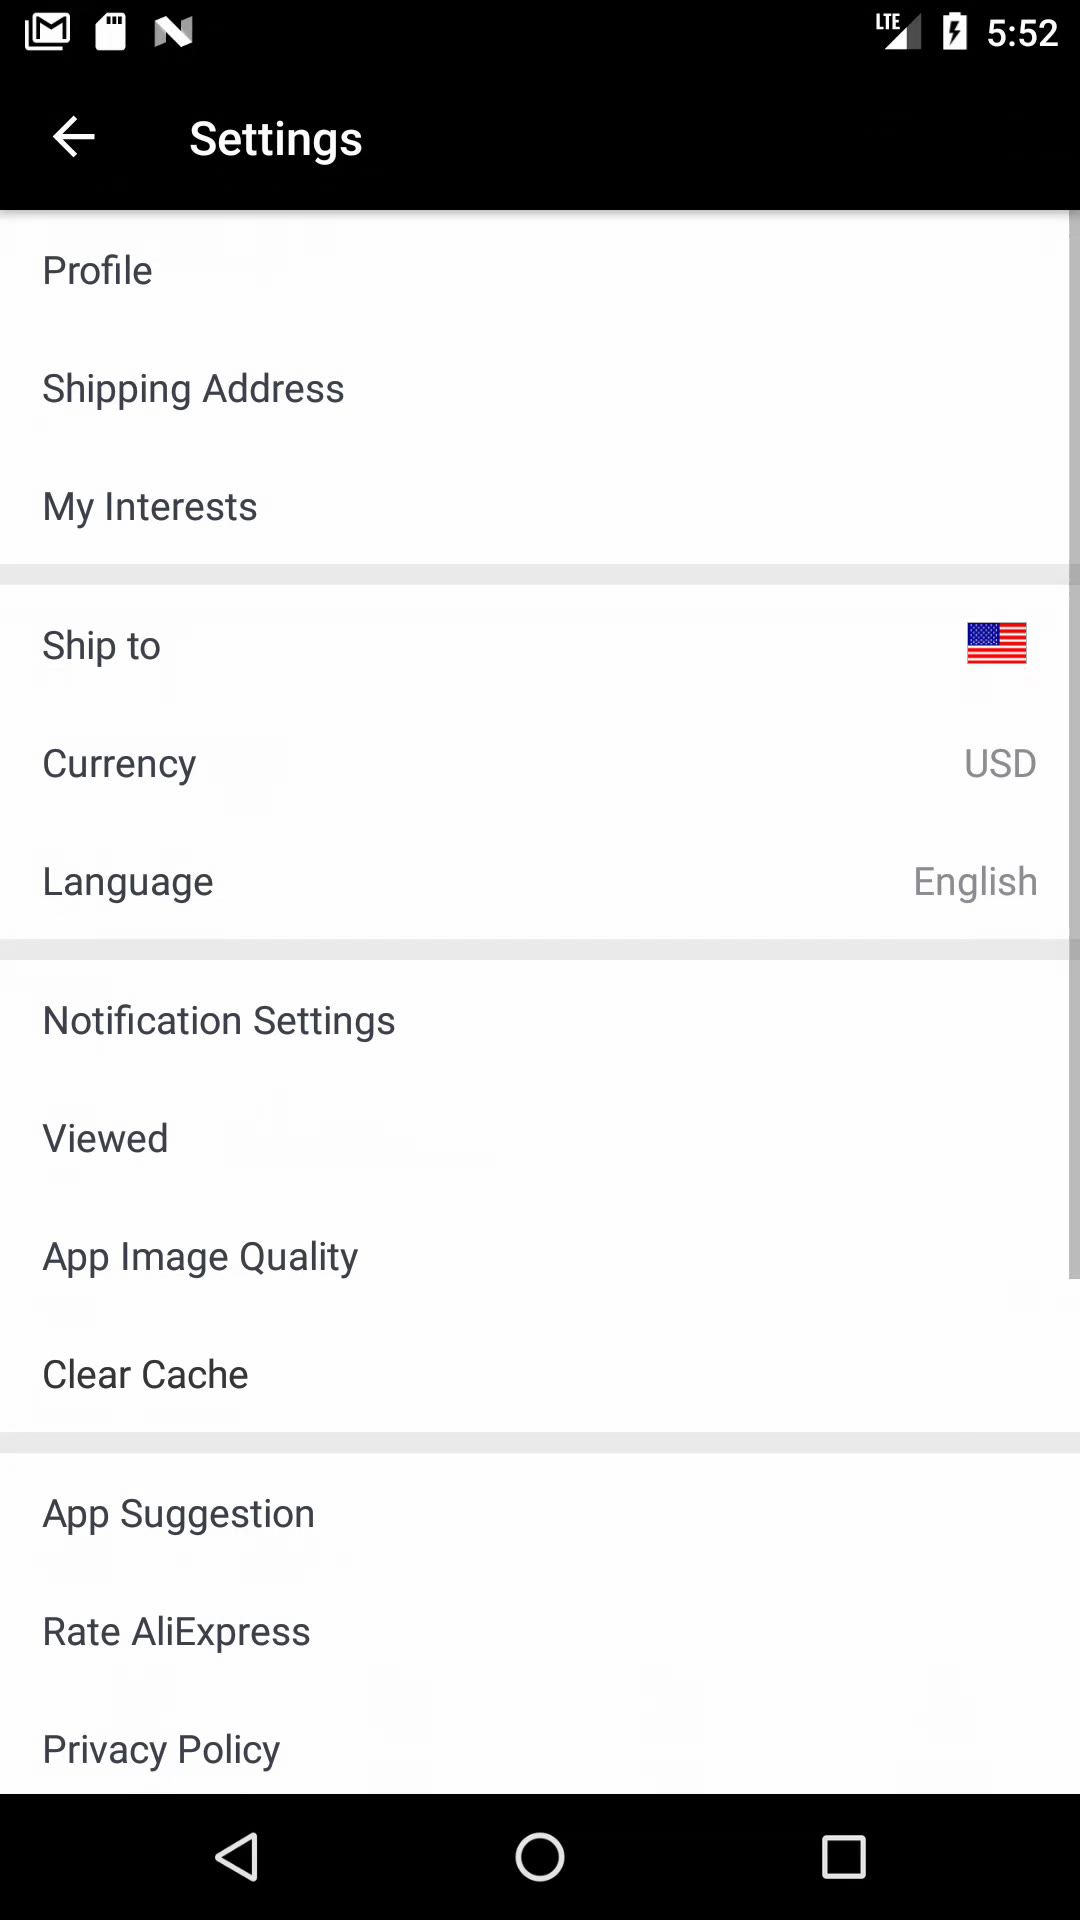 LTE 5:52
Settings
Profile
Shipping Address
My Interests
Ship to
Currency USD
Language English
Notification Settings
Viewed
App Image Quality
Clear Cache
App Suggestion
Rate AliExpress
Privacy Policy